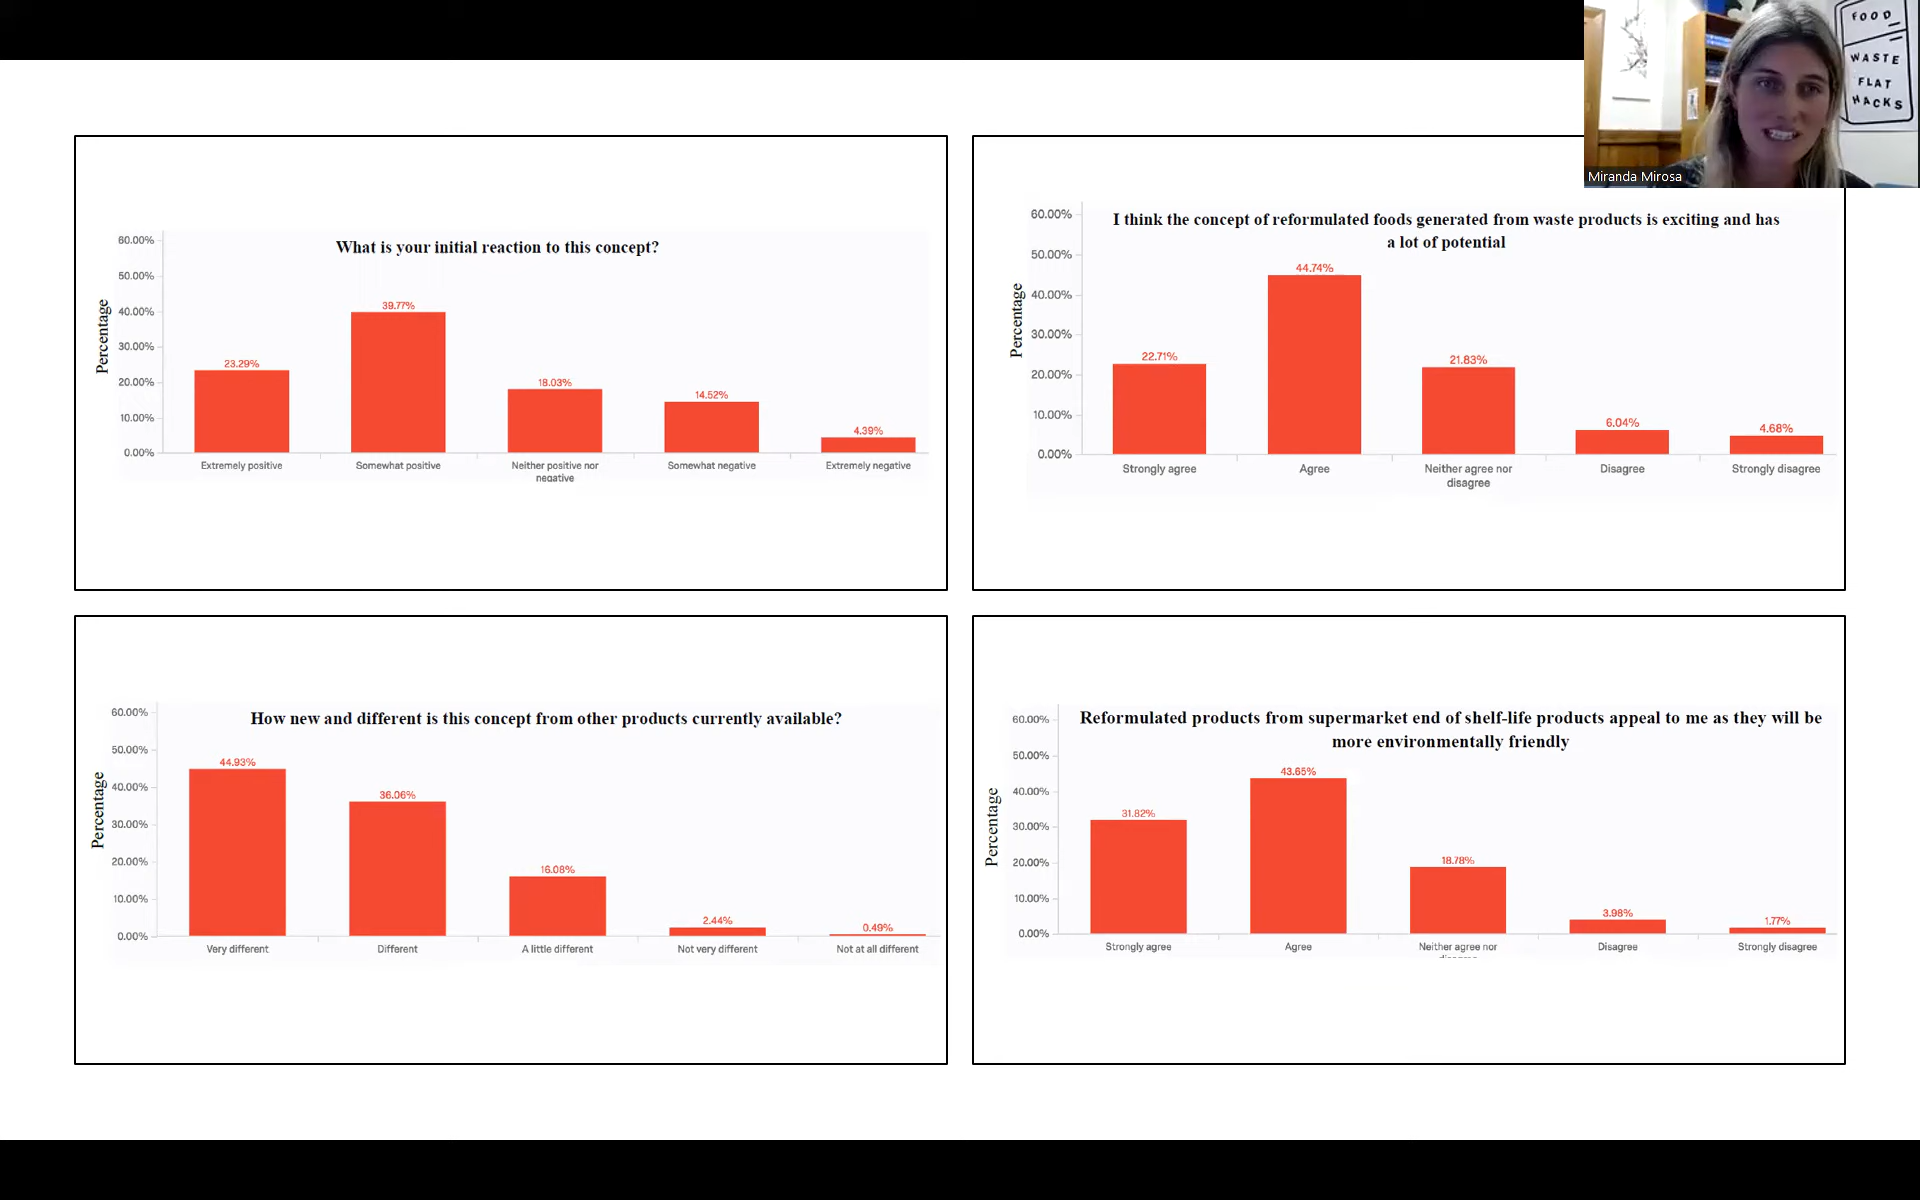 FOOD
WASTE
FLAT
HACKS
Miranda Mirosa
What is your initial reaction to this concept?
Percentage
60.00%
50.00%
40.00%
30.00%
20.00%
10.00%
0.00%
23.29%
39.77%
18.03%
14.52%
4.39%
Extremely positive
Somewhat positive
Neither positive nor
negative
Somewhat negative
Extremely negative
I think the concept of reformulated foods generated from waste products is exciting and has
a lot of potential
Percentage
60.00%
50.00%
40.00%
30.00%
20.00%
10.00%
0.00%
22.71%
44.74%
21.83%
6.04%
4.68%
Strongly agree
Agree
Neither agree nor
disagree
Disagree
Strongly disagree
How new and different is this concept from other products currently available?
Percentage
60.00%
50.00%
40.00%
30.00%
20.00%
10.00%
0.00%
44.93%
36.06%
16.08%
2.44%
0.49%
Very different
Different
A little different
Not very different
Not at all different
Reformulated products from supermarket end of shelf-life products appeal to me as they will be
more environmentally friendly
Percentage
60.00%
50.00%
40.00%
30.00%
20.00%
10.00%
0.00%
31.82%
43.65%
18.78%
3.98%
1.77%
Strongly agree
Agree
Neither agree nor
Disagree
Strongly disagree